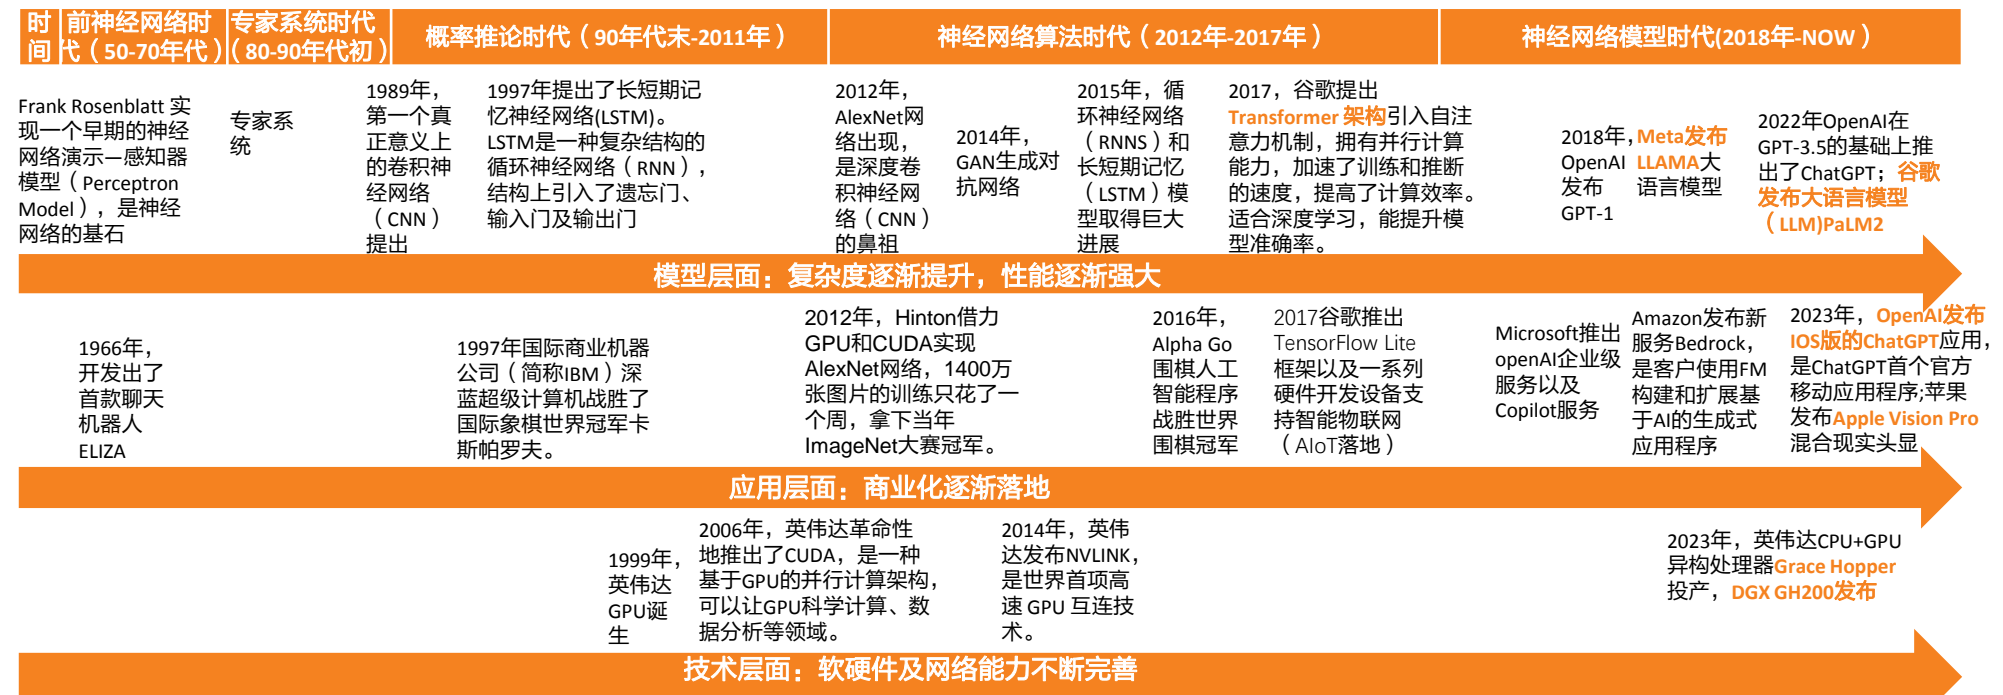 时间
前神经网络时代（50-70年代）
专家系统时代（80-90年代初）
概率推论时代（90年代末-2011年）
神经网络算法时代（2012年-2017年）
神经网络模型时代(2018年-NOW）
Frank Rosenblatt 实
现一个早期的神经
网络演示—感知器
模型（Perceptron
Model），是神经
网络的基石
专家系
统
1989年，
第一个真
正意义上
的卷积神
经网络
（CNN）
提出
1997年提出了长短期记
忆神经网络(LSTM)。
LSTM是一种复杂结构的
循环神经网络（RNN），
结构上引入了遗忘门、
输入门及输出门
2012年，
AlexNet网
络出现，
是深度卷
积神经网
络（CNN）
的鼻祖
2014年，
GAN生成对
抗网络
2015年，循
环神经网络
（RNNS）和
长短期记忆
（LSTM）模
型取得巨大
进展
2017，谷歌提出
Transformer 架构引入自注
意力机制，拥有并行计算
能力，加速了训练和推断
的速度，提高了计算效率。
适合深度学习，能提升模
型准确率。
2018年，
OpenAI
发布
GPT-1
Meta发布
LLAMA大
语言模型
2022年OpenAI在
GPT-3.5的基础上推
出了ChatGPT；谷歌
发布大语言模型
（LLM)PaLM2
模型层面：复杂度逐渐提升，性能逐渐强大
1966年，
开发出了
首款聊天
机器人
ELIZA
1997年国际商业机器
公司（简称IBM）深
蓝超级计算机战胜了
国际象棋世界冠军卡
斯帕罗夫。
2012年，Hinton借力
GPU和CUDA实现
AlexNet网络，1400万
张图片的训练只花了一
个周，拿下当年
ImageNet大赛冠军。
2016年，
Alpha Go
围棋人工
智能程序
战胜世界
围棋冠军
2017谷歌推出
TensorFlow Lite
框架以及一系列
硬件开发设备支
持智能物联网
（AIoT落地）
Microsoft推出
openAI企业级
服务以及
Copilot服务
Amazon发布新
服务Bedrock，
是客户使用FM
构建和扩展基
于AI的生成式
应用程序
2023年，OpenAI发布
IOS版的ChatGPT应用，
是ChatGPT首个官方
移动应用程序;苹果
发布Apple Vision Pro
混合现实头显
应用层面：商业化逐渐落地
1999年，
英伟达
GPU诞
生
2006年，英伟达革命性
地推出了CUDA，是一种
基于GPU的并行计算架构，
可以让GPU科学计算、数
据分析等领域。
2014年，英伟
达发布NVLINK，
是世界首项高
速 GPU 互连技
术。
2023年，英伟达CPU+GPU
异构处理器Grace Hopper
投产，DGX GH200发布
技术层面：软硬件及网络能力不断完善